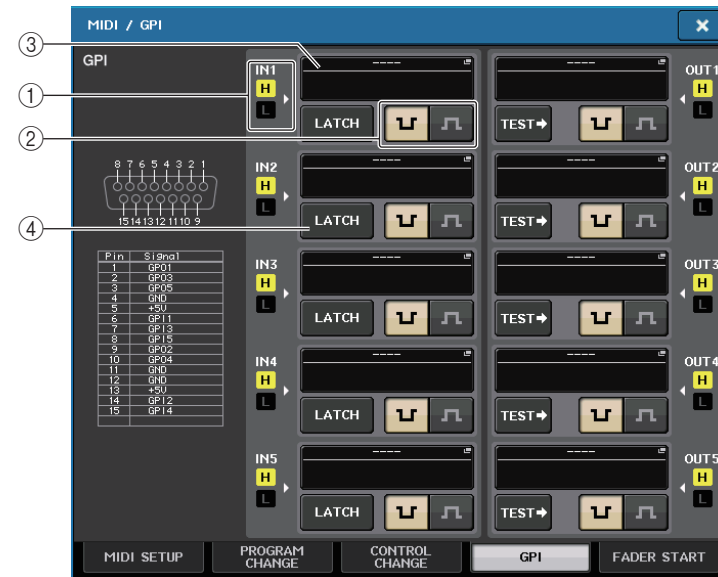 MIDI / GPI
③
GPI
①
②
④
8 7 6 5 4 3 2 1
15 14 13 12 11 10 9
Pin Signal
1 GPO1
2 GPO3
3 GPO5
4 GND
5 +5V
6 GPI1
7 GPI3
8 GPI5
9 GPO2
10 GPO4
11 GND
12 GND
13 +5V
14 GPI2
15 GPI4
IN1
H
L
----
LATCH
----
TEST
OUT1
H
L
IN2
H
L
----
LATCH
----
TEST
OUT2
H
L
IN3
H
L
----
LATCH
----
TEST
OUT3
H
L
IN4
H
L
----
LATCH
----
TEST
OUT4
H
L
IN5
H
L
----
LATCH
----
TEST
OUT5
H
L
MIDI SETUP
PROGRAM
CHANGE
CONTROL
CHANGE
GPI
FADER START